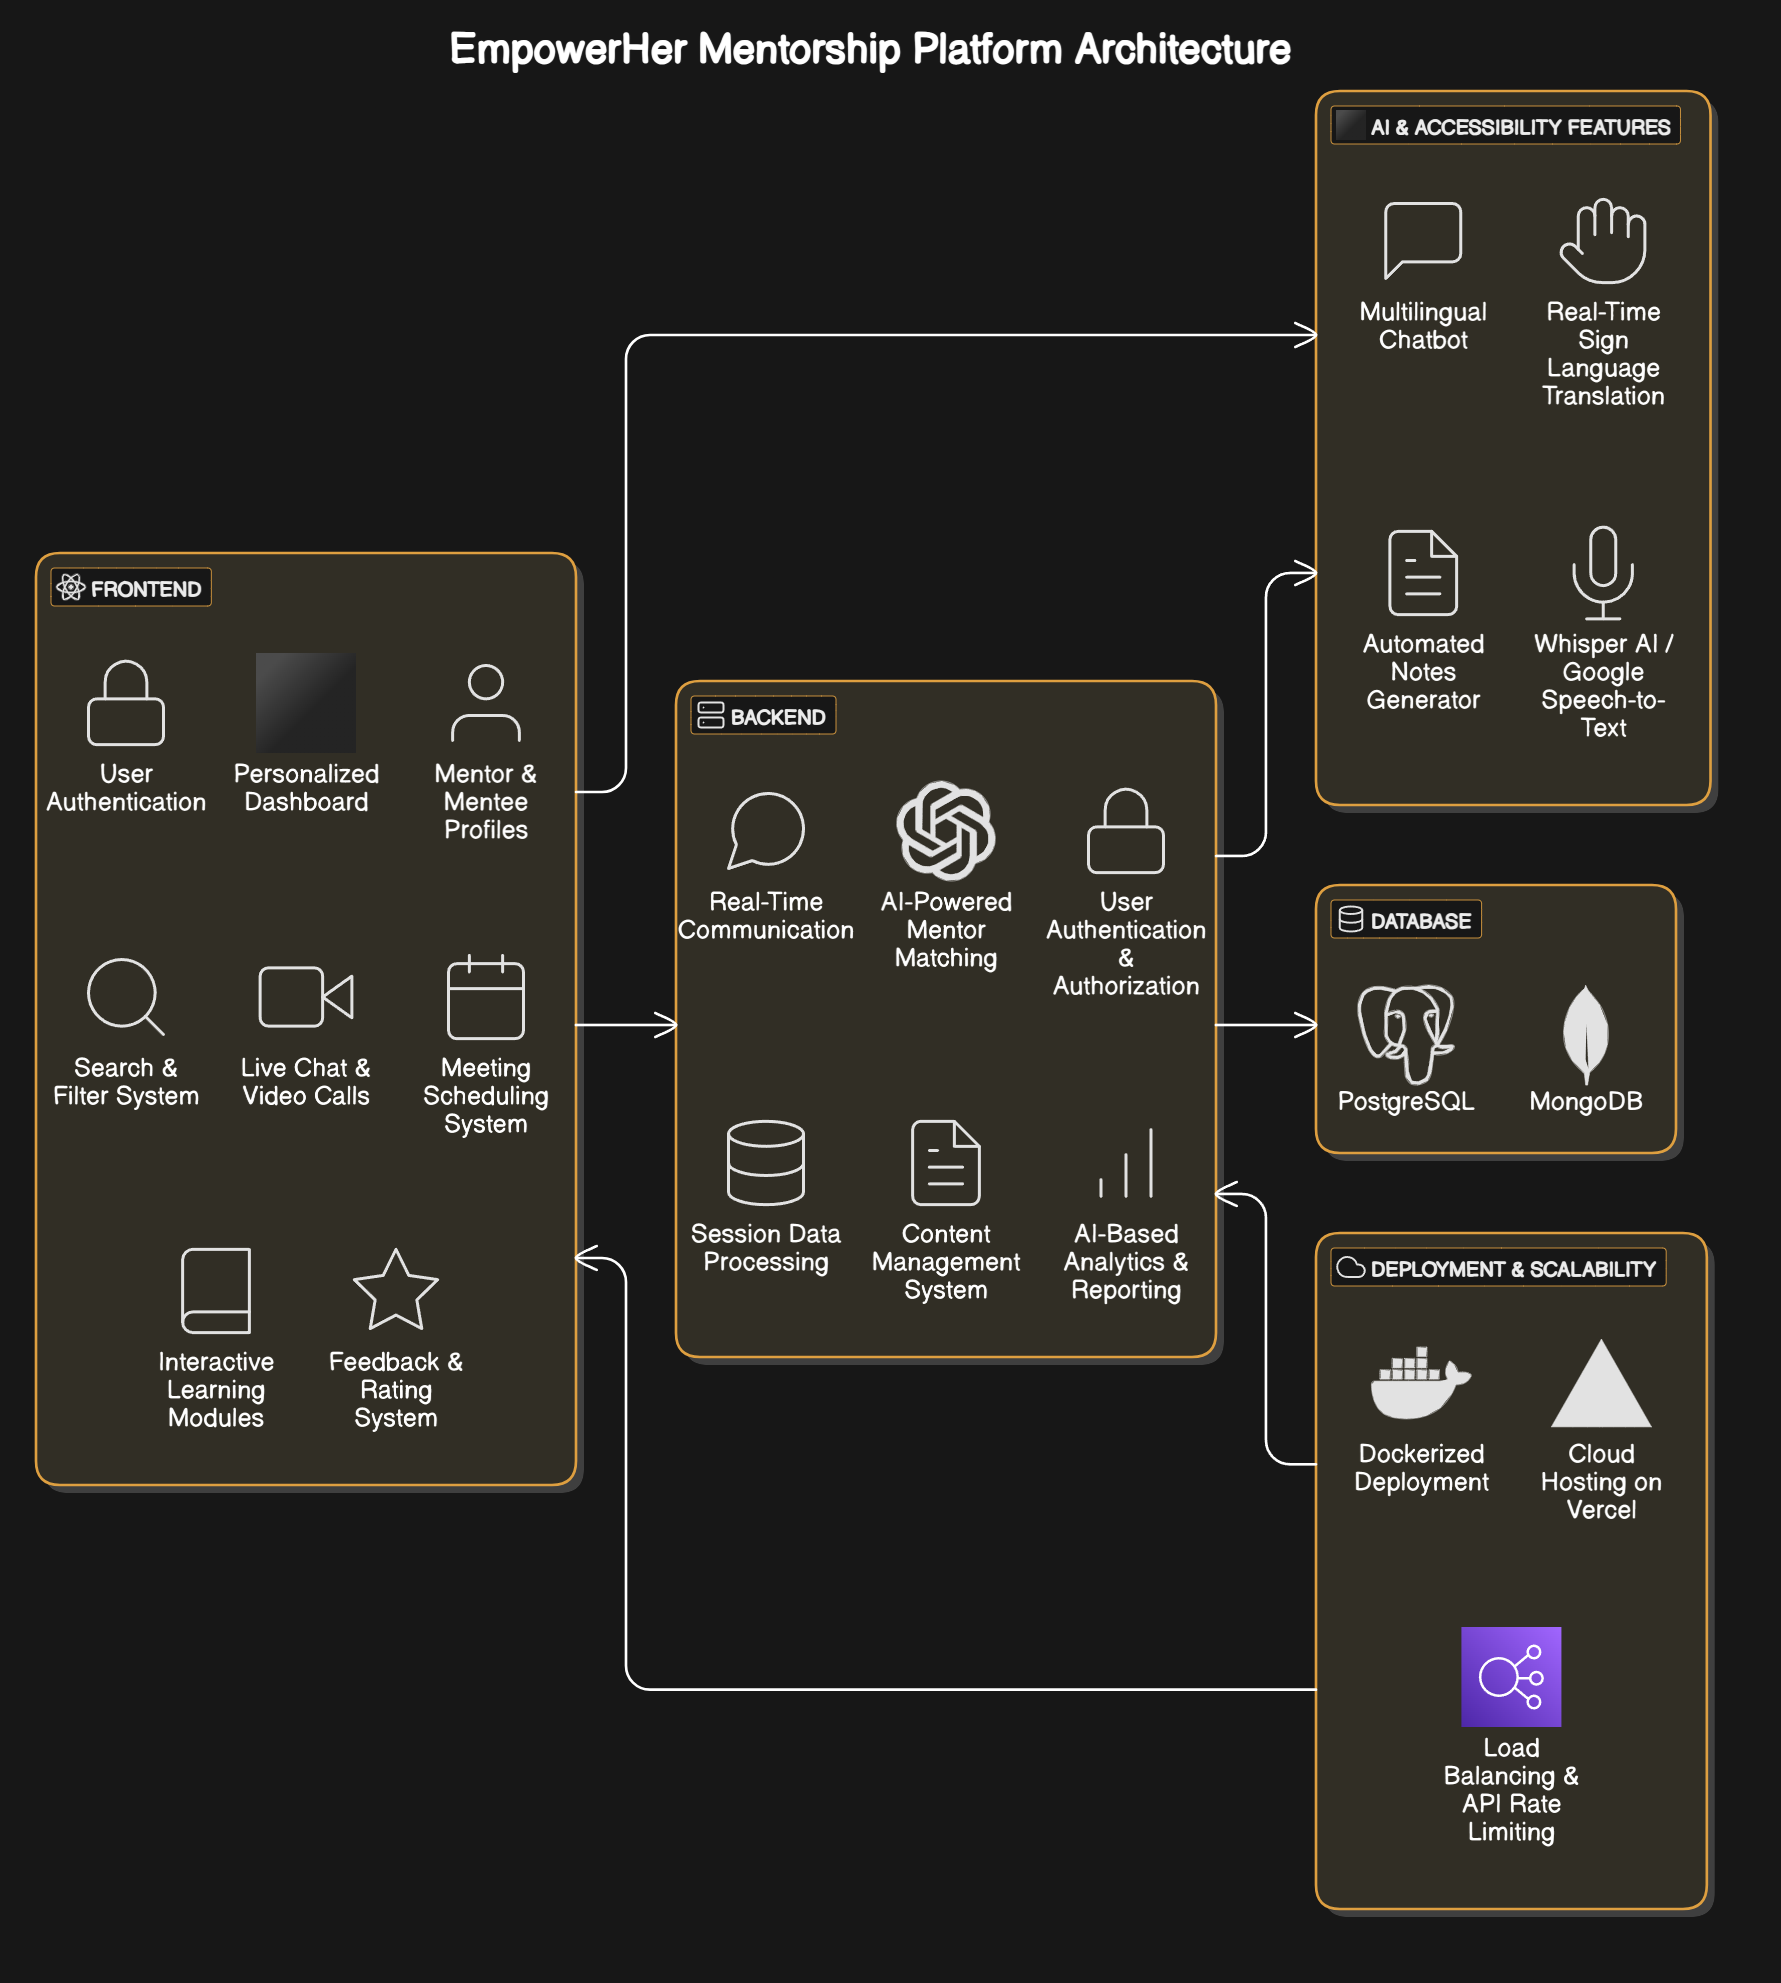 EmpowerHer Mentorship Platform Architecture
AI & ACCESSIBILITY FEATURES
Multilingual
Chatbot
Real-Time
Sign
Language
Translation
Automated
Notes
Generator
Whisper AI /
Google
Speech-to-
Text
FRONTEND
User
Authentication
Personalized
Dashboard
Mentor &
Mentee
Profiles
Search &
Filter System
Live Chat &
Video Calls
Meeting
Scheduling
System
Interactive
Learning
Modules
Feedback &
Rating
System
BACKEND
Real-Time
Communication
AI-Powered
Mentor
Matching
User
Authentication
&
Authorization
Session Data
Processing
Content
Management
System
AI-Based
Analytics &
Reporting
DATABASE
PostgreSQL
MongoDB
DEPLOYMENT & SCALABILITY
Dockerized
Deployment
Cloud
Hosting on
Vercel
Load
Balancing &
API Rate
Limiting